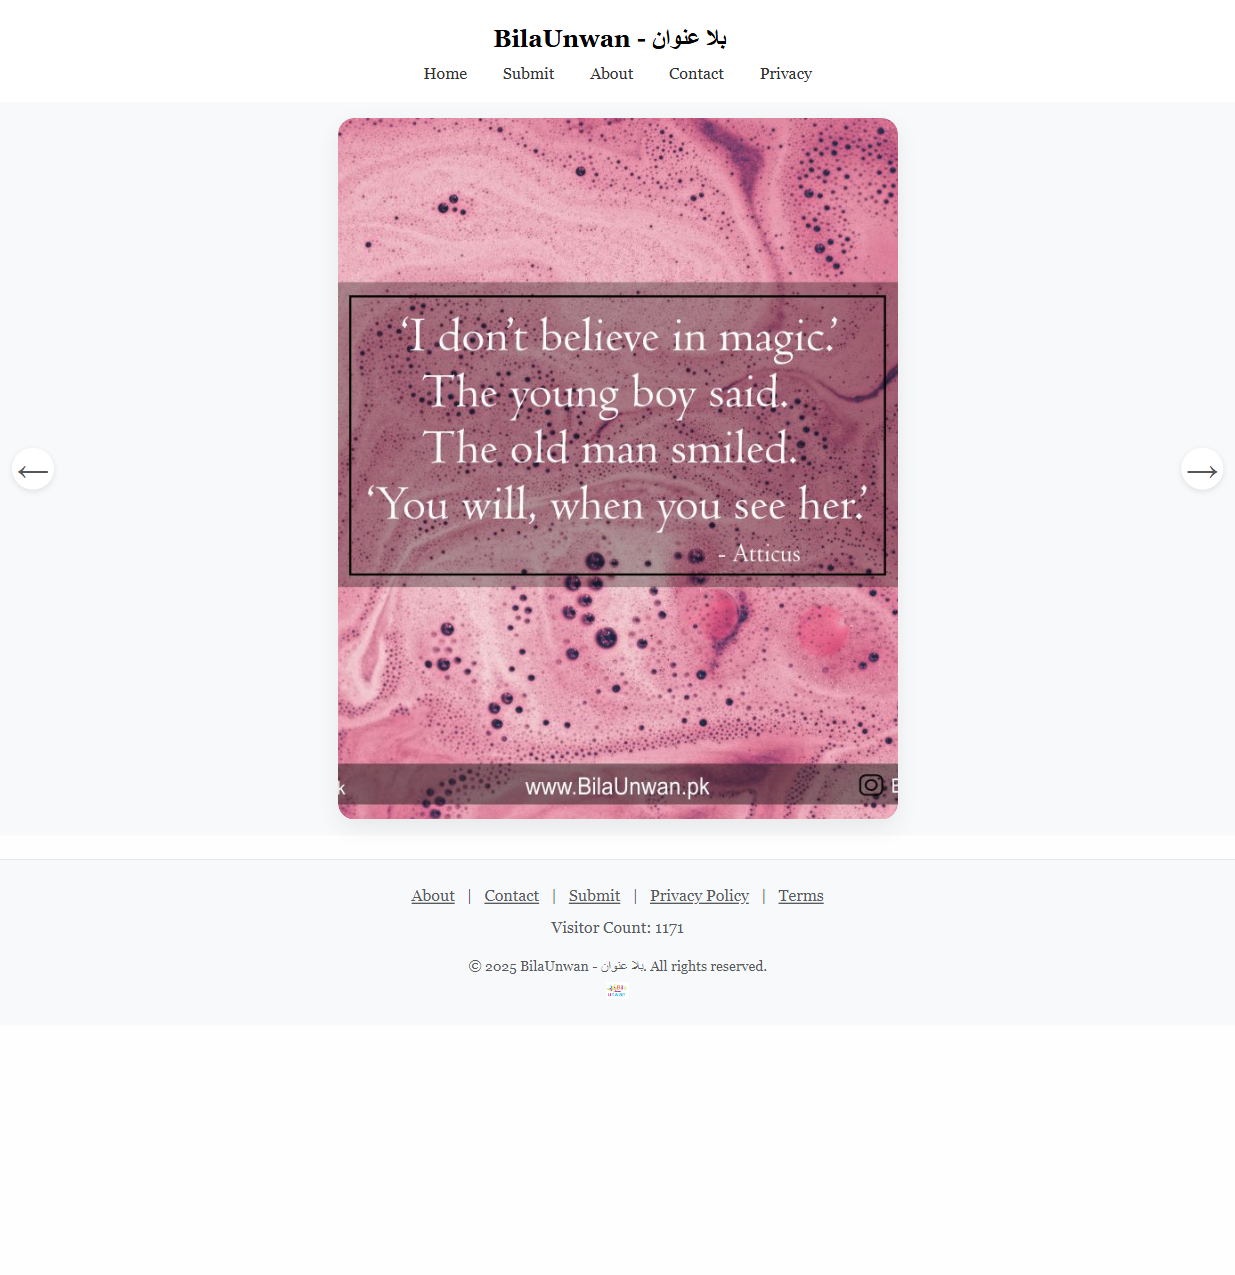 BilaUnwan - بلا عنوان
Home Submit About Contact Privacy
‘I don’t believe in magic.’
The young boy said.
The old man smiled.
‘You will, when you see her.’
- Atticus
k www.BilaUnwan.pk
← →
About | Contact | Submit | Privacy Policy | Terms
Visitor Count: 1171
© 2025 BilaUnwan - بلا عنوان. All rights reserved.